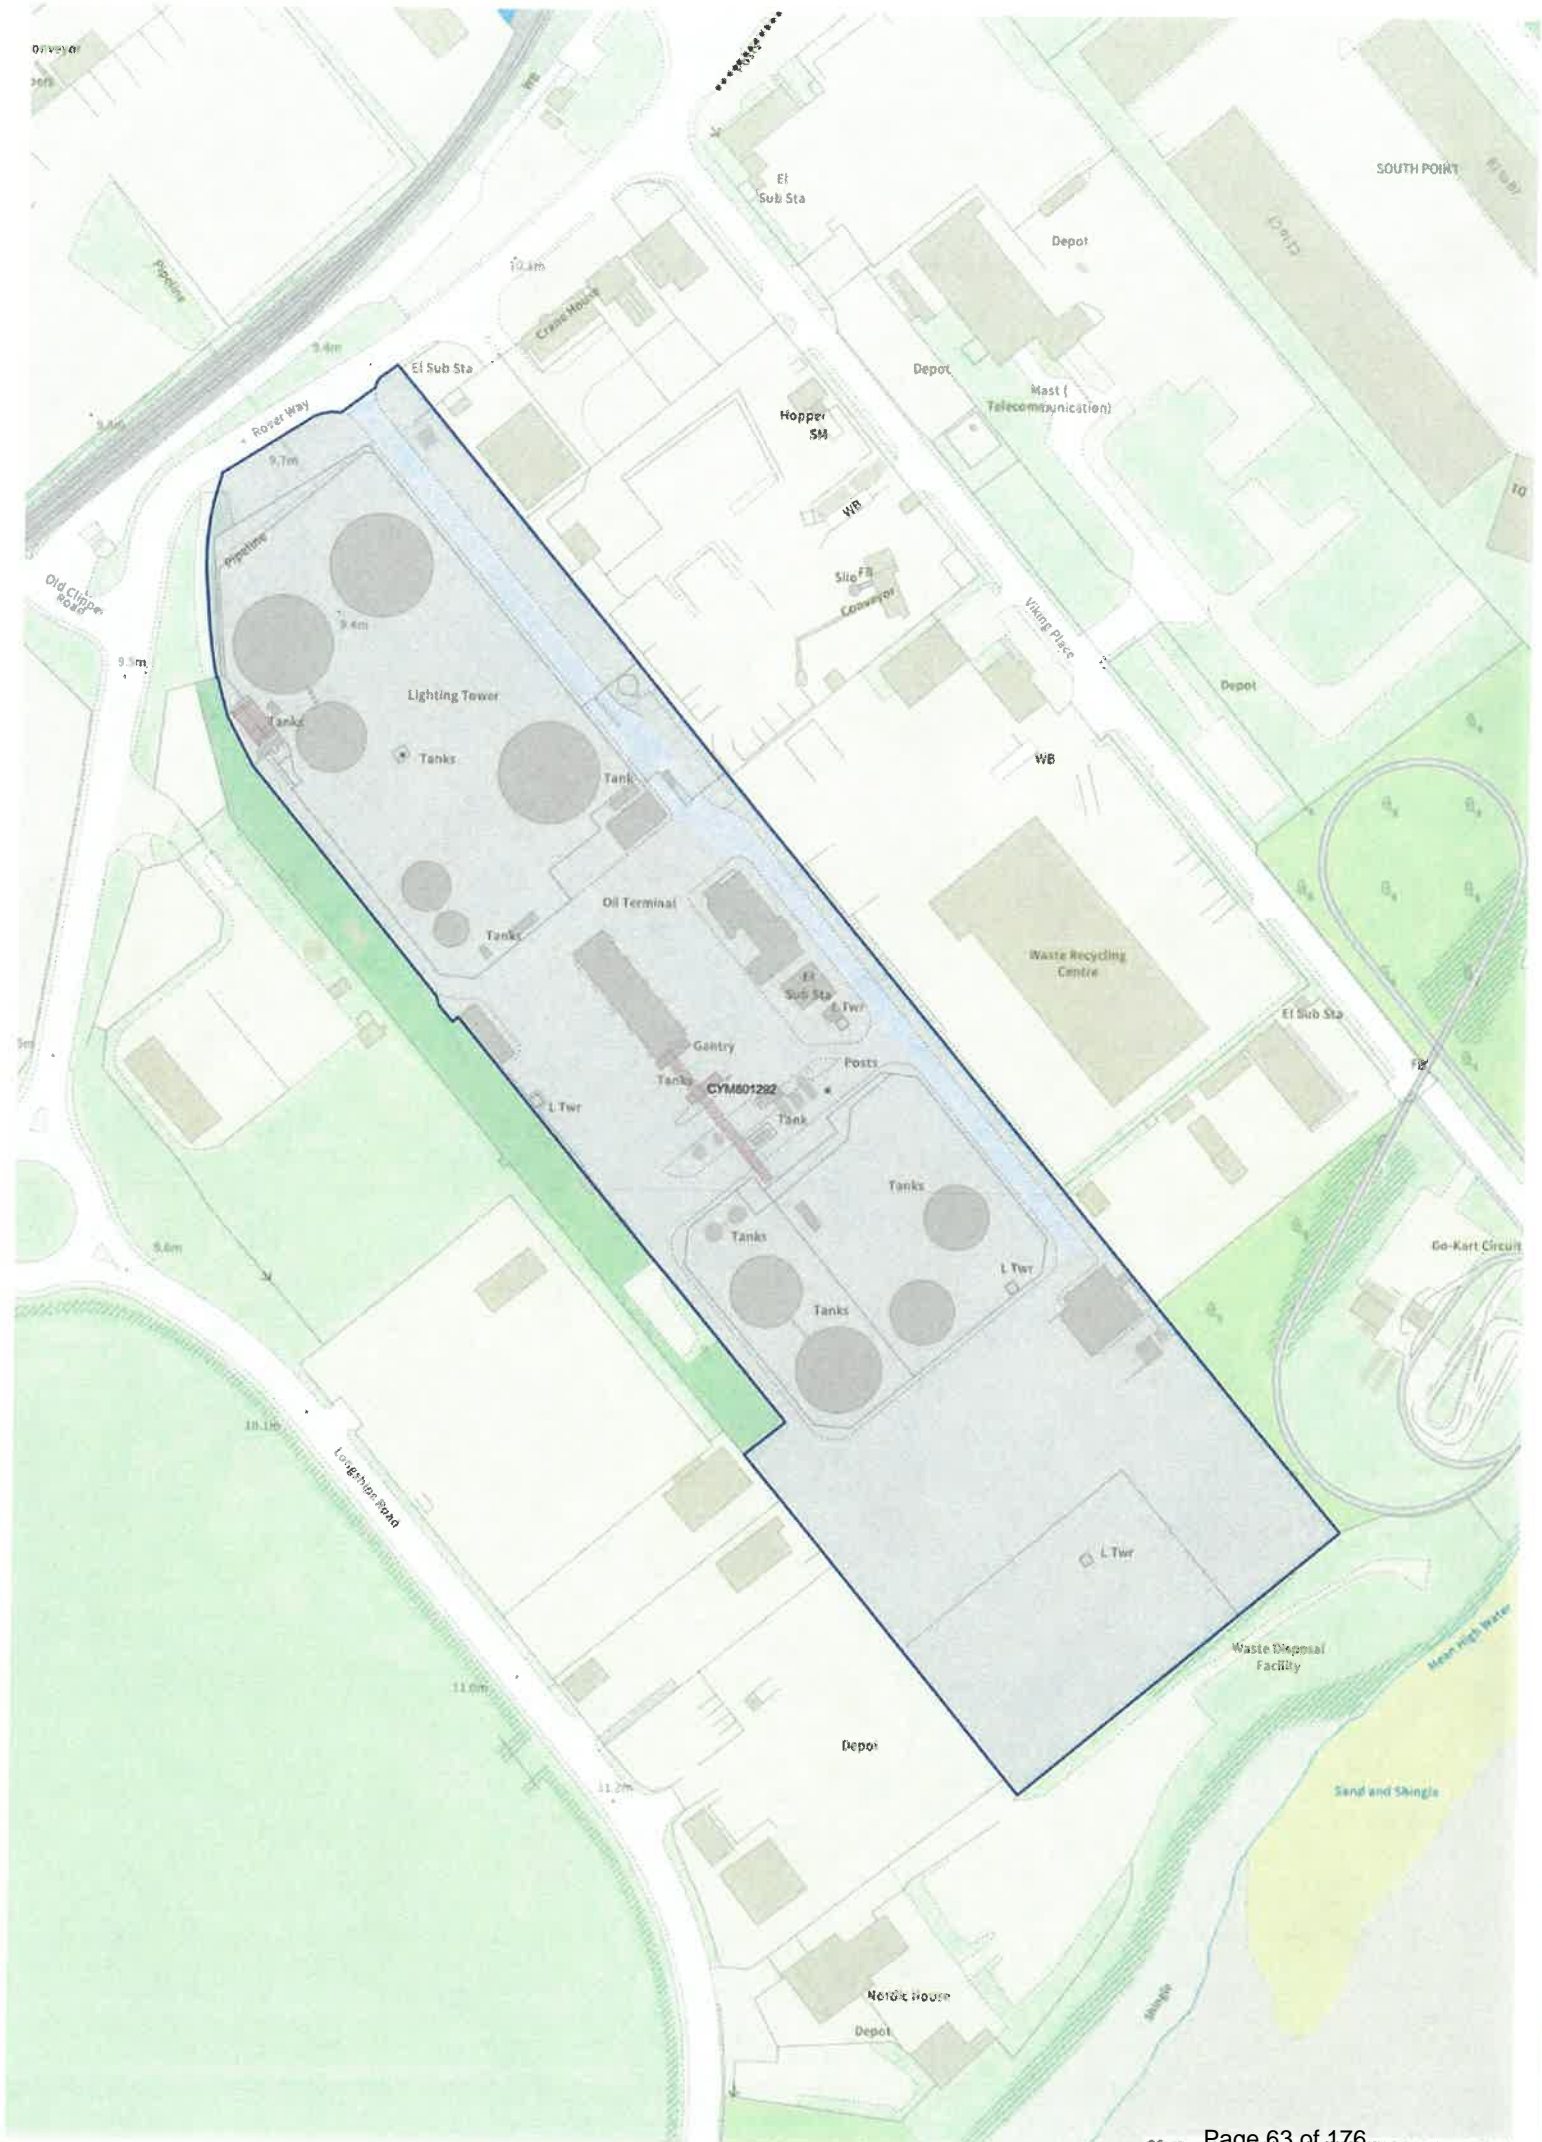 Posts
WB
SOUTH POINT
El
Sub Sta
Depot
Pipeline
10.3m
Crane House
9.4m
El Sub Sta
Depot
Mast (
Telecommunication)
Rover Way
Hopper
SM
9.7m
WB
Pipeline
Old Clipper
Road
Silo
FB
Conveyor
9.4m
Viking Place
9.5m
Lighting Tower
Depot
Tanks
Tanks
Tank
WB
Oil Terminal
Tanks
Waste Recycling
Centre
El
Sub Sta
L Twr
El Sub Sta
Gantry
Posts
FB
Tanks
CYM601292
L Twr
Tank
Tanks
Tanks
Go-Kart Circuit
9.6m
L Twr
Tanks
10.1m
Longships Road
L Twr
Mean High Water
Waste Disposal
Facility
11.0m
Depot
11.2m
Sand and Shingle
Nordic House
Shingle
Depot
Page 63 of 176